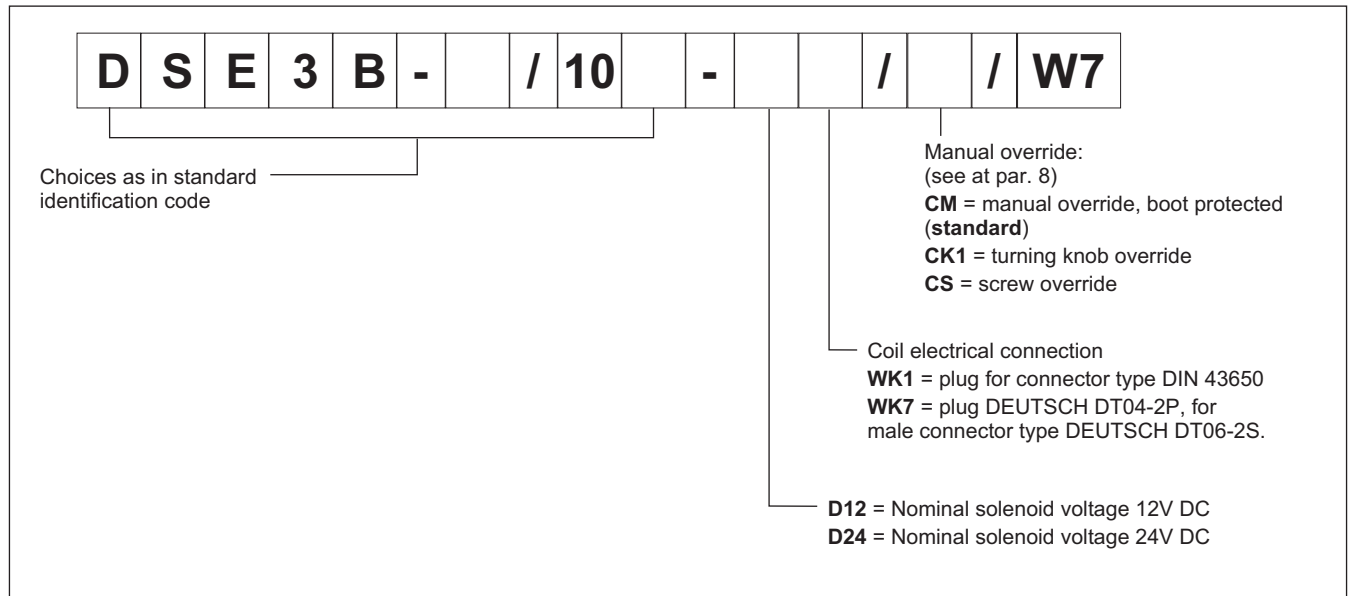 D S E 3 B - / 10 - / / W7
Choices as in standard
identification code
Manual override:
(see at par. 8)
CM = manual override, boot protected
(standard)
CK1 = turning knob override
CS = screw override
Coil electrical connection
WK1 = plug for connector type DIN 43650
WK7 = plug DEUTSCH DT04-2P, for
male connector type DEUTSCH DT06-2S.
D12 = Nominal solenoid voltage 12V DC
D24 = Nominal solenoid voltage 24V DC